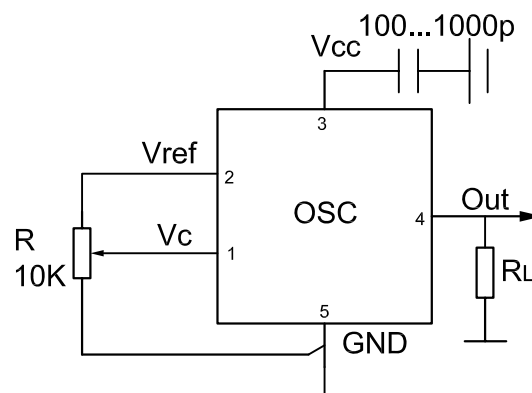 100...1000p
Vcc
3
Vref
2
OSC
Out
4
R
10K
Vc
1
RL
5
GND